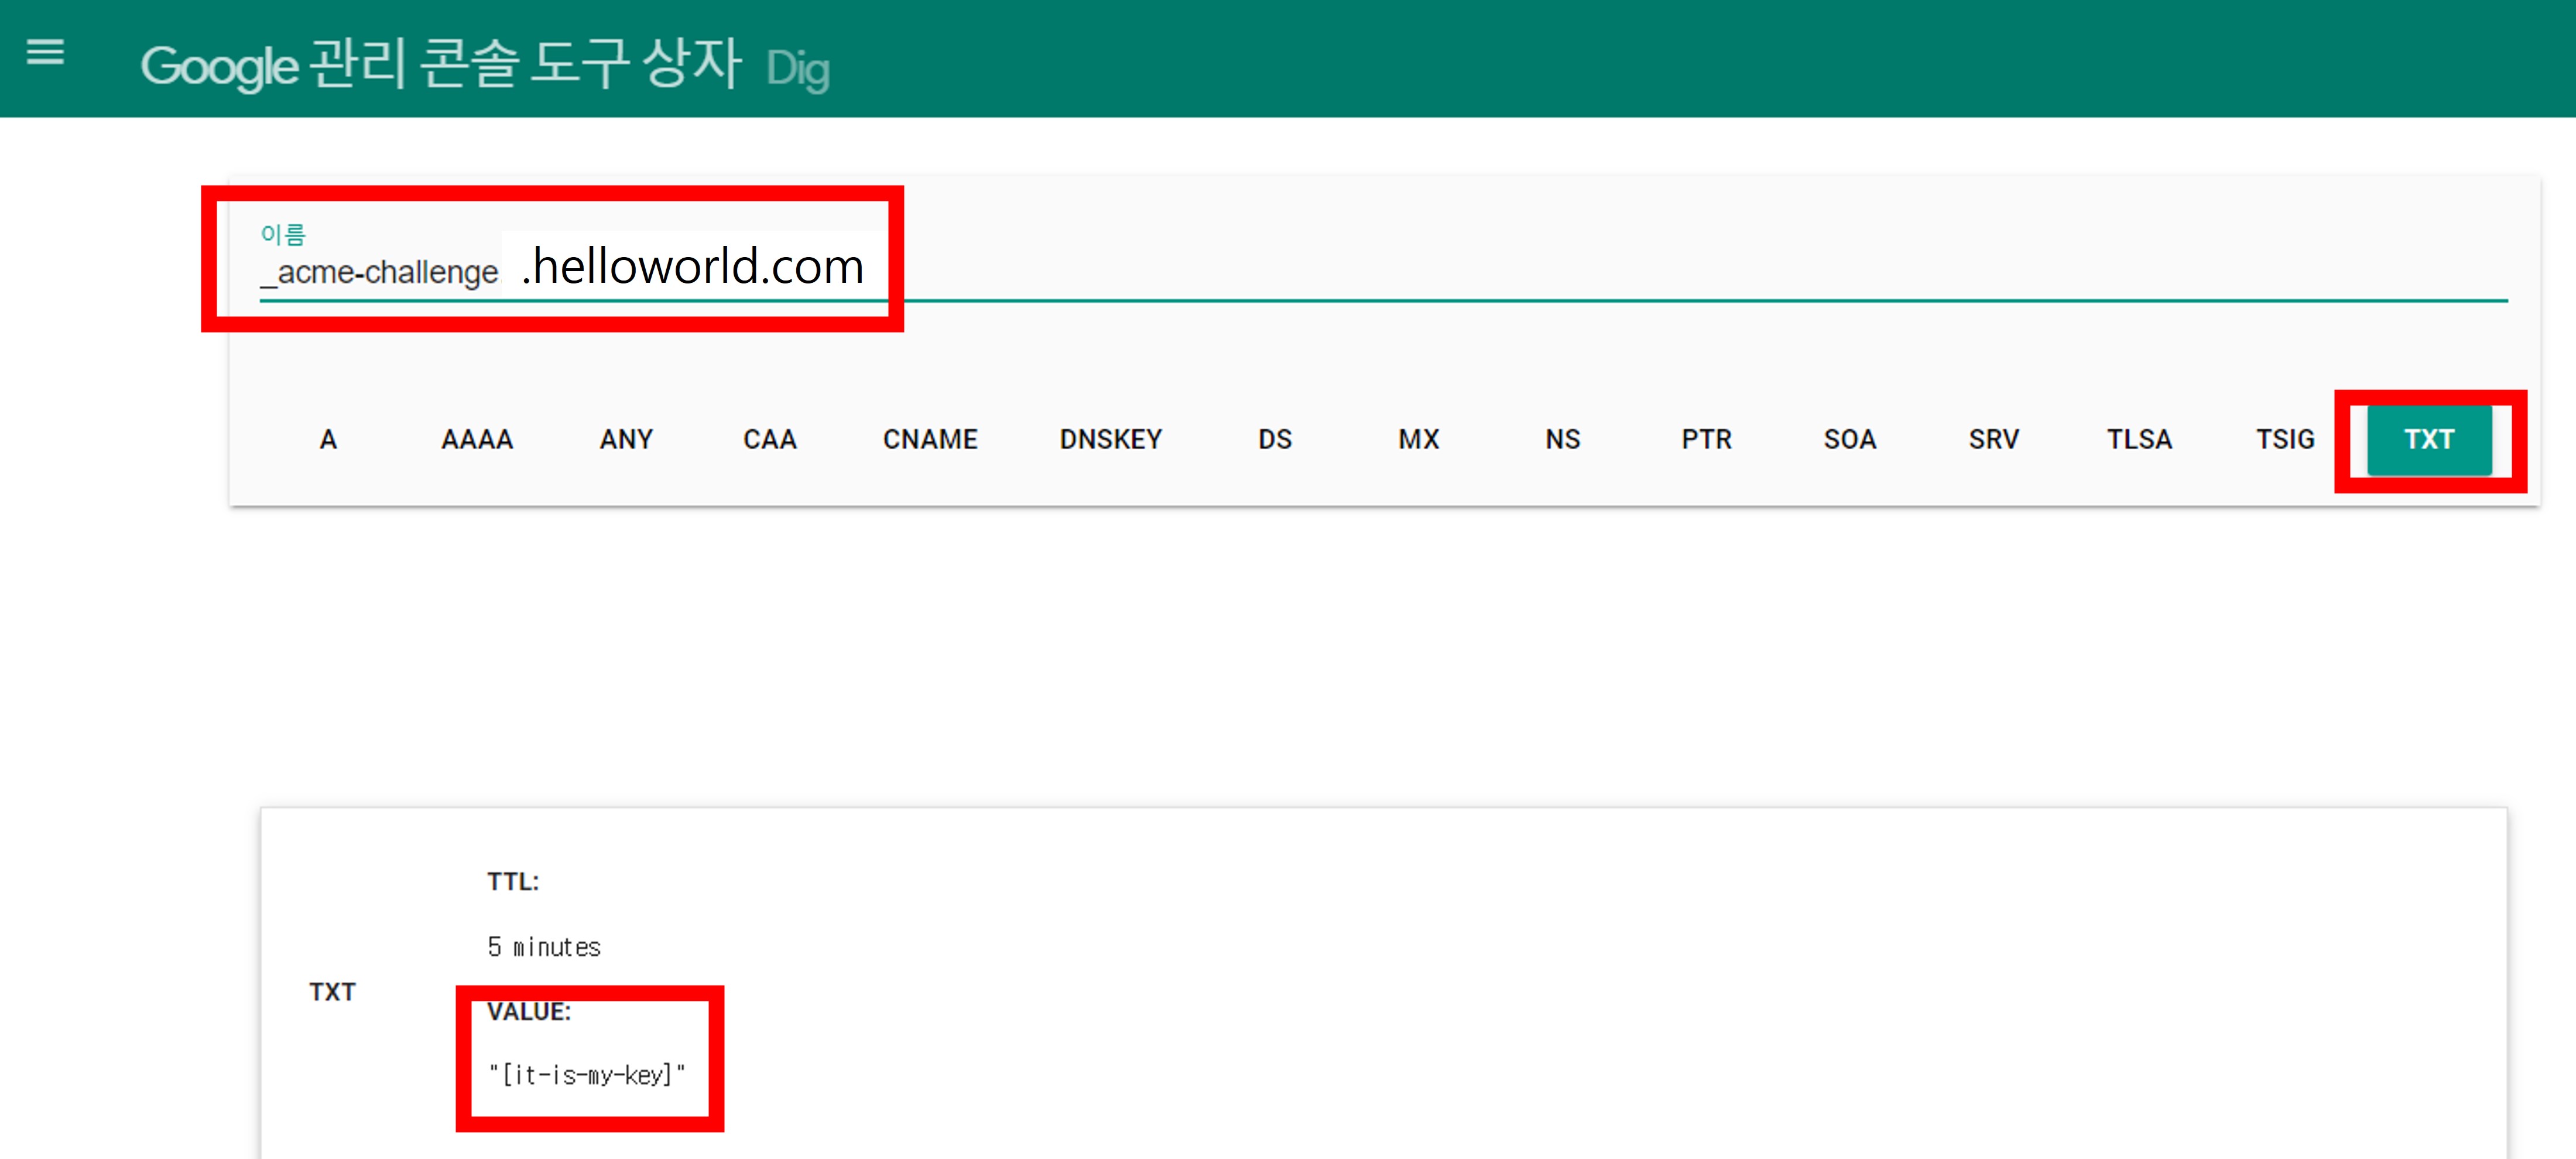 Google 관리 콘솔 도구 상자 Dig
이름
_acme-challenge .helloworld.com
A AAAA ANY CAA CNAME DNSKEY DS MX NS PTR SOA SRV TLSA TSIG TXT
TTL:
5 minutes
TXT
VALUE:
"[it-is-my-key]"